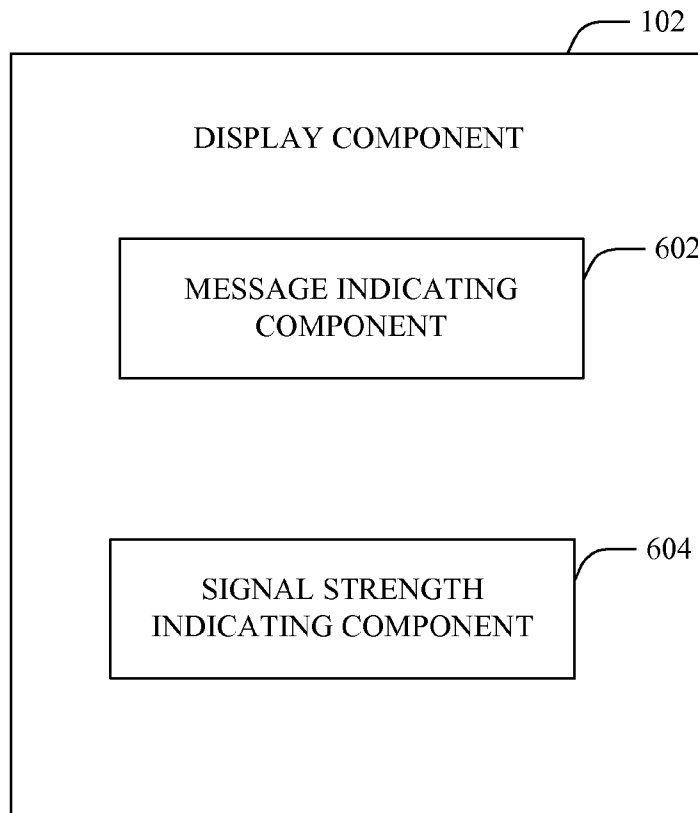 102
DISPLAY COMPONENT
602
MESSAGE INDICATING
COMPONENT
604
SIGNAL STRENGTH
INDICATING COMPONENT